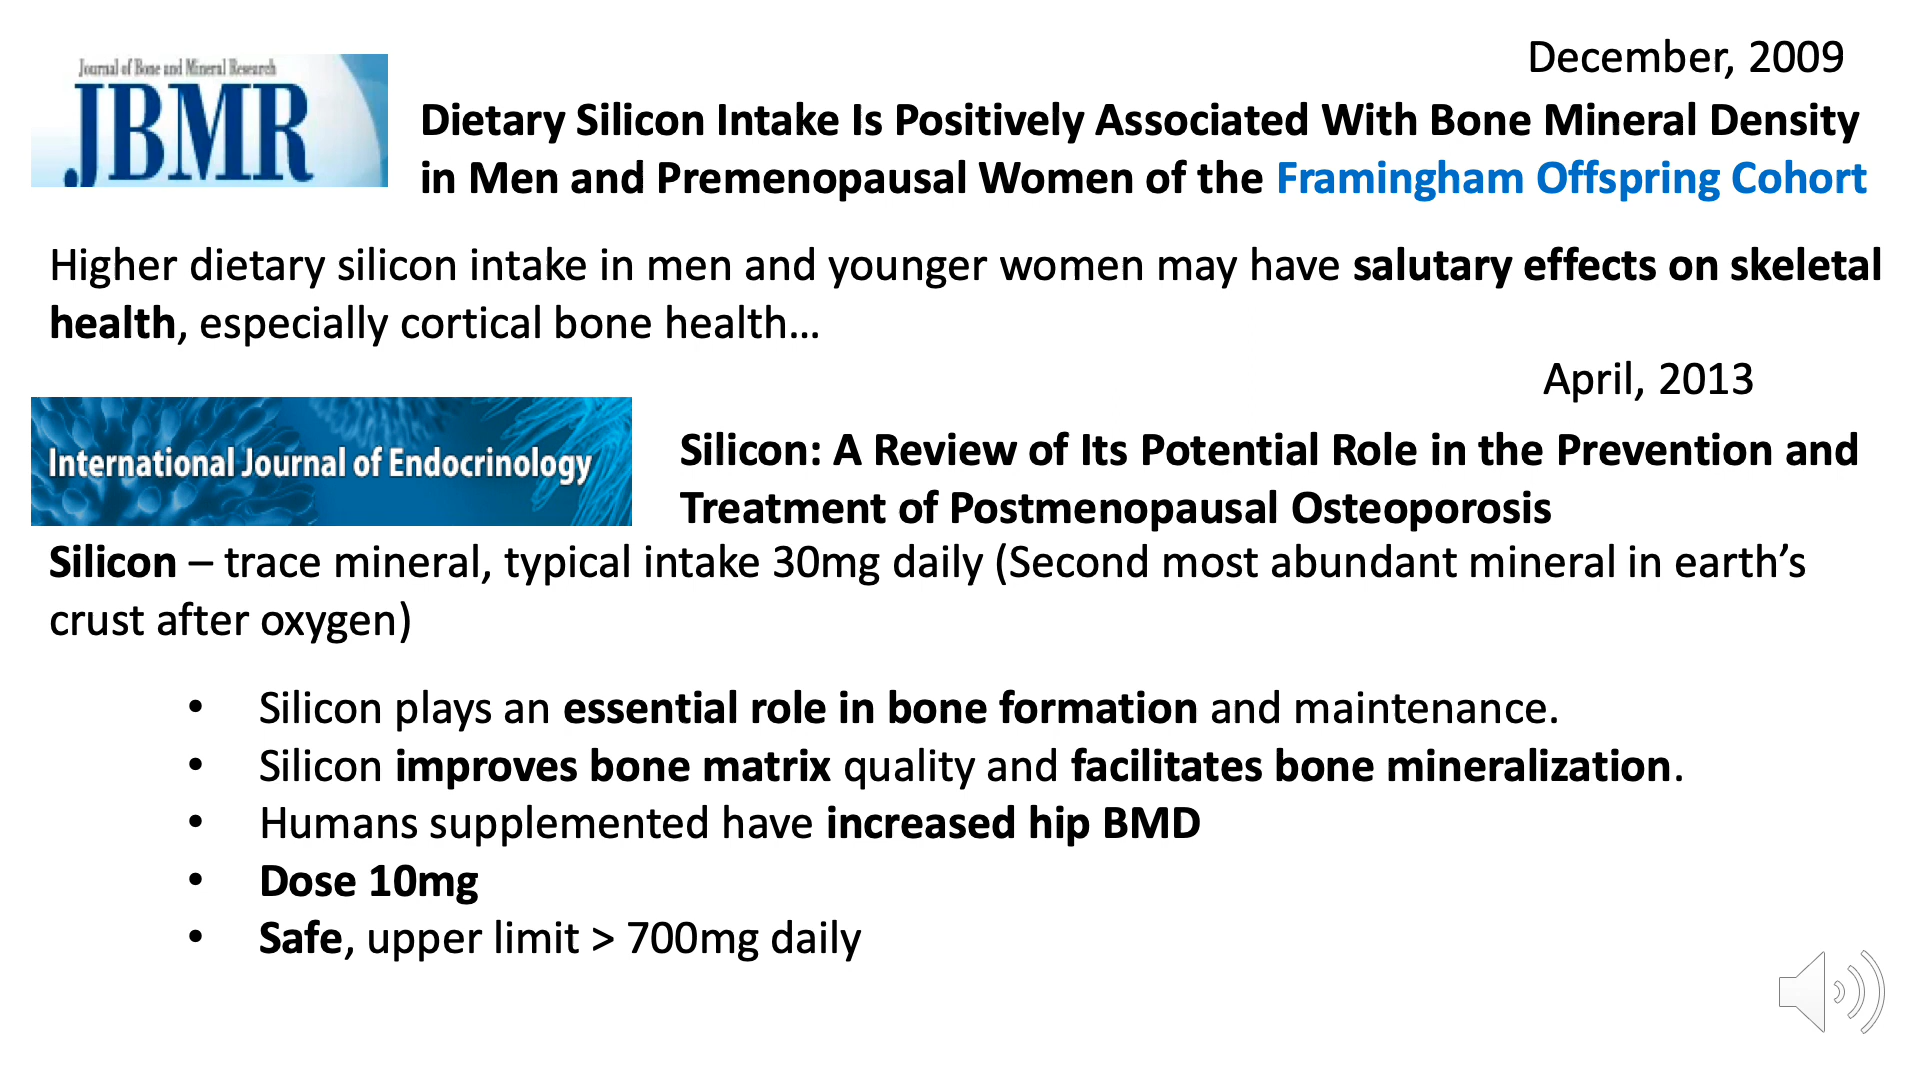 December, 2009
Journal of Bone and Mineral Research
JBMR
Dietary Silicon Intake Is Positively Associated With Bone Mineral Density
in Men and Premenopausal Women of the Framingham Offspring Cohort
Higher dietary silicon intake in men and younger women may have salutary effects on skeletal
health, especially cortical bone health…
April, 2013
International Journal of Endocrinology
Silicon: A Review of Its Potential Role in the Prevention and
Treatment of Postmenopausal Osteoporosis
Silicon – trace mineral, typical intake 30mg daily (Second most abundant mineral in earth’s
crust after oxygen)
• Silicon plays an essential role in bone formation and maintenance.
• Silicon improves bone matrix quality and facilitates bone mineralization.
• Humans supplemented have increased hip BMD
• Dose 10mg
• Safe, upper limit > 700mg daily